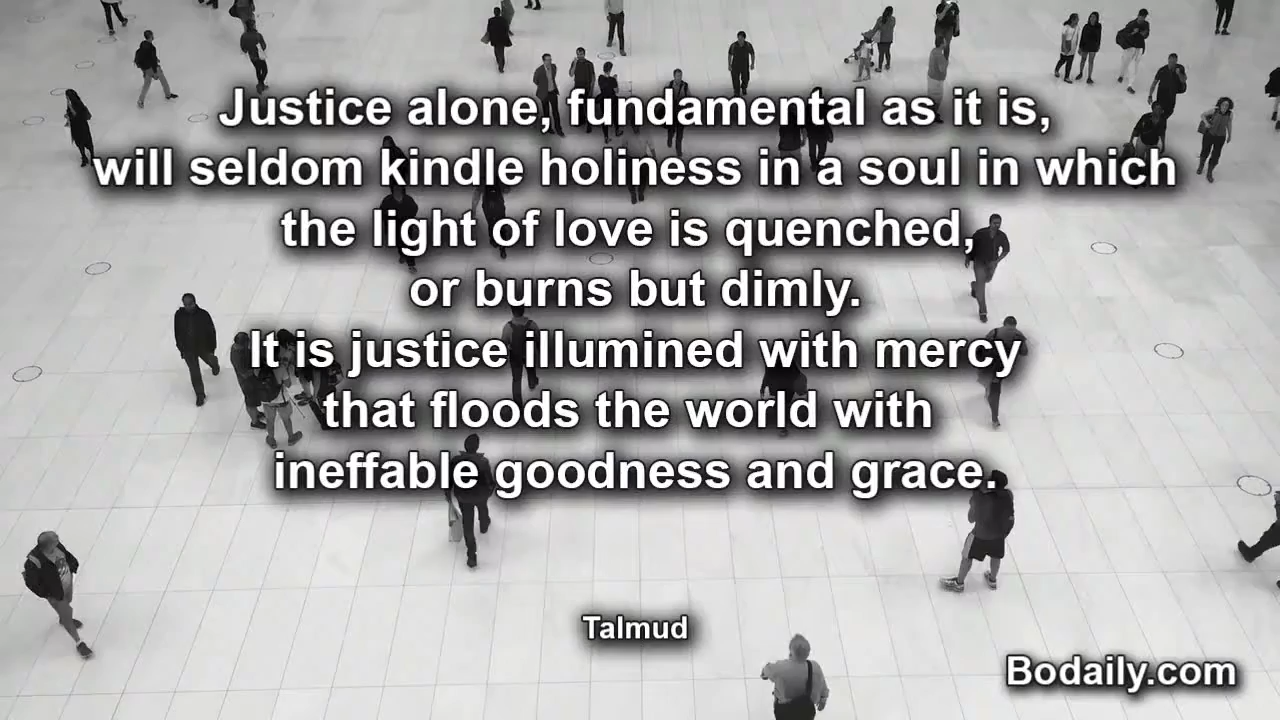 Justice alone, fundamental as it is,
will seldom kindle holiness in a soul in which
the light of love is quenched,
or burns but dimly.
It is justice illumined with mercy
that floods the world with
ineffable goodness and grace.
Talmud
Bodaily.com